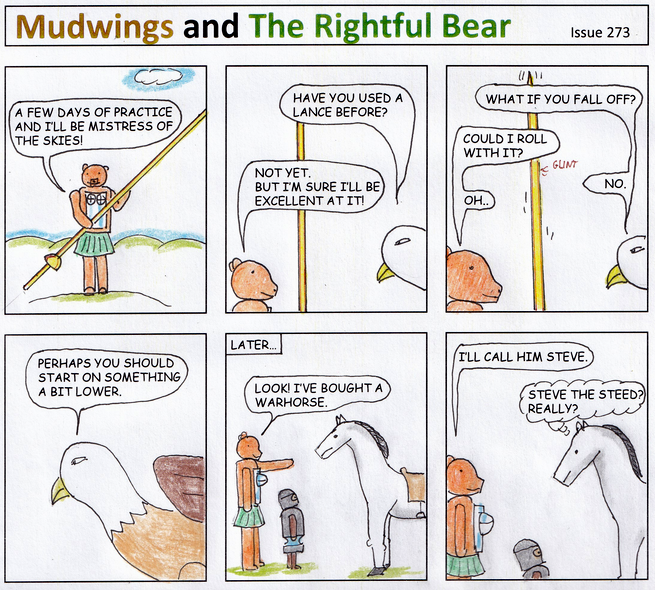 Mudwings and The Rightful Bear
Issue 273
A FEW DAYS OF PRACTICE
AND I'LL BE MISTRESS OF
THE SKIES!
HAVE YOU USED A
LANCE BEFORE?
NOT YET.
BUT I'M SURE I'LL BE
EXCELLENT AT IT!
WHAT IF YOU FALL OFF?
COULD I ROLL
WITH IT?
GLINT
NO.
OH..
PERHAPS YOU SHOULD
START ON SOMETHING
A BIT LOWER.
LATER...
LOOK! I'VE BOUGHT A
WARHORSE.
I'LL CALL HIM STEVE.
STEVE THE STEED?
REALLY?